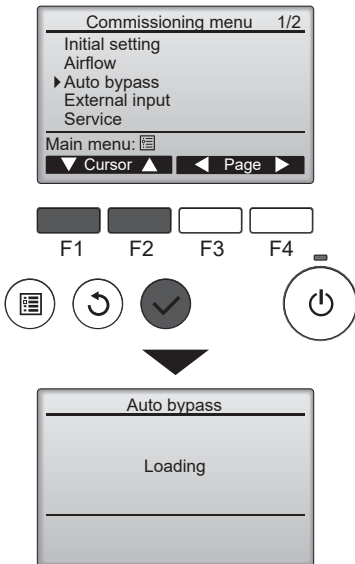 Commissioning menu 1/2
Initial setting
Airflow
Auto bypass
External input
Service
Main menu:
Cursor Page
F1 F2 F3 F4
Auto bypass
Loading